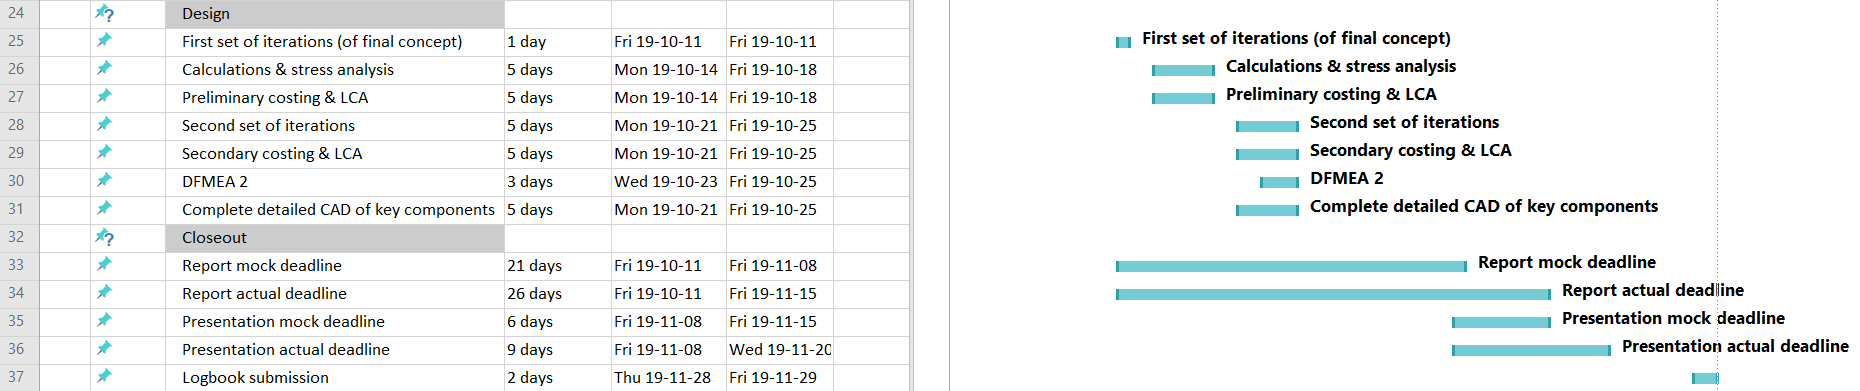 24 Design
25 First set of iterations (of final concept) 1 day Fri 19-10-11 Fri 19-10-11 First set of iterations (of final concept)
26 Calculations & stress analysis 5 days Mon 19-10-14 Fri 19-10-18 Calculations & stress analysis
27 Preliminary costing & LCA 5 days Mon 19-10-14 Fri 19-10-18 Preliminary costing & LCA
28 Second set of iterations 5 days Mon 19-10-21 Fri 19-10-25 Second set of iterations
29 Secondary costing & LCA 5 days Mon 19-10-21 Fri 19-10-25 Secondary costing & LCA
30 DFMEA 2 3 days Wed 19-10-23 Fri 19-10-25 DFMEA 2
31 Complete detailed CAD of key components 5 days Mon 19-10-21 Fri 19-10-25 Complete detailed CAD of key components
32 Closeout
33 Report mock deadline 21 days Fri 19-10-11 Fri 19-11-08 Report mock deadline
34 Report actual deadline 26 days Fri 19-10-11 Fri 19-11-15 Report actual deadline
35 Presentation mock deadline 6 days Fri 19-11-08 Fri 19-11-15 Presentation mock deadline
36 Presentation actual deadline 9 days Fri 19-11-08 Wed 19-11-20 Presentation actual deadline
37 Logbook submission 2 days Thu 19-11-28 Fri 19-11-29